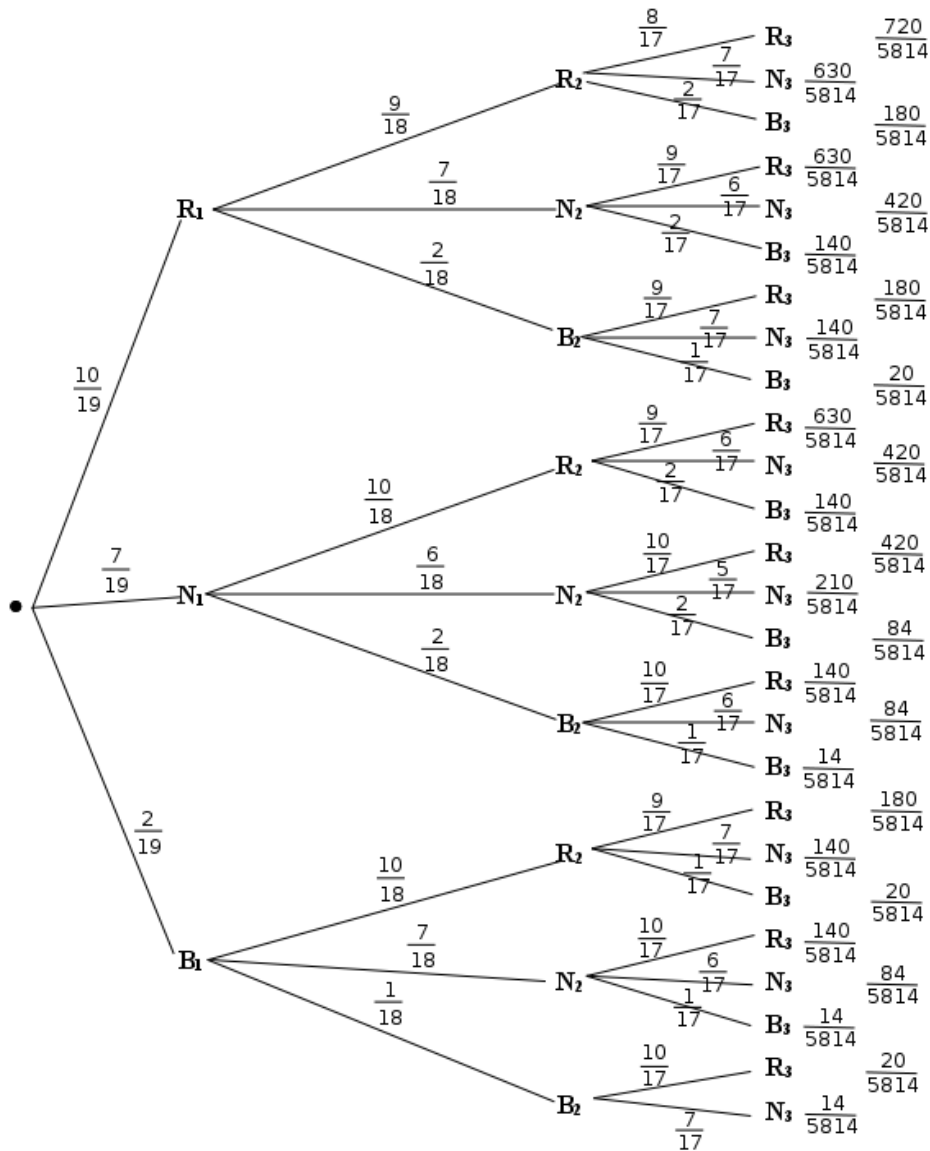 8/17 R₃ 720/5814
R₂ 7/17 N₃ 630/5814
2/17 B₃ 180/5814
9/18
9/17 R₃ 630/5814
R₁ 7/18 N₂ 6/17 N₃ 420/5814
2/17 B₃ 140/5814
2/18
9/17 R₃ 180/5814
B₂ 7/17 N₃ 140/5814
1/17 B₃ 20/5814
10/19
9/17 R₃ 630/5814
R₂ 6/17 N₃ 420/5814
2/17 B₃ 140/5814
10/18
10/17 R₃ 420/5814
7/19 N₁ 6/18 N₂ 5/17 N₃ 210/5814
2/17 B₃ 84/5814
2/18
10/17 R₃ 140/5814
B₂ 6/17 N₃ 84/5814
1/17 B₃ 14/5814
2/19
9/17 R₃ 180/5814
R₂ 7/17 N₃ 140/5814
1/17 B₃ 20/5814
10/18
10/17 R₃ 140/5814
B₁ 7/18 N₂ 6/17 N₃ 84/5814
1/17 B₃ 14/5814
1/18
10/17 R₃ 20/5814
B₂ 7/17 N₃ 14/5814